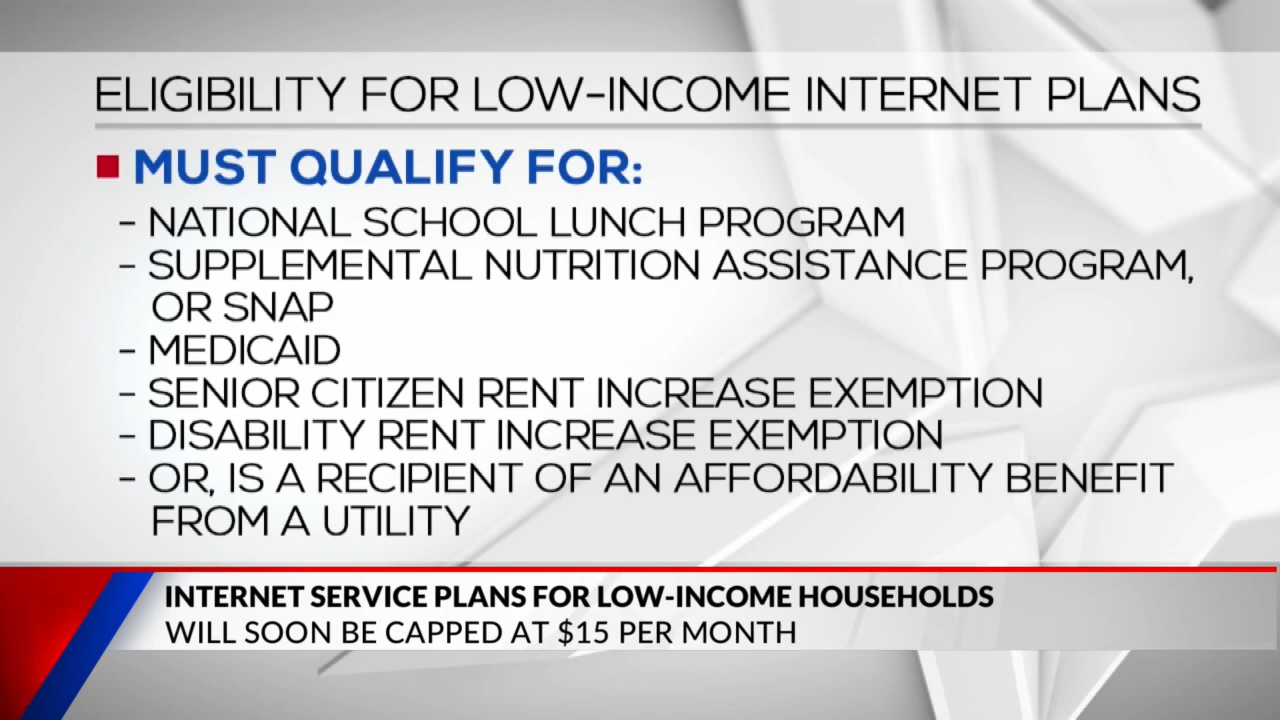 ELIGIBILITY FOR LOW-INCOME INTERNET PLANS
MUST QUALIFY FOR:
- NATIONAL SCHOOL LUNCH PROGRAM
- SUPPLEMENTAL NUTRITION ASSISTANCE PROGRAM,
OR SNAP
- MEDICAID
- SENIOR CITIZEN RENT INCREASE EXEMPTION
- DISABILITY RENT INCREASE EXEMPTION
- OR, IS A RECIPIENT OF AN AFFORDABILITY BENEFIT
FROM A UTILITY
INTERNET SERVICE PLANS FOR LOW-INCOME HOUSEHOLDS
WILL SOON BE CAPPED AT $15 PER MONTH